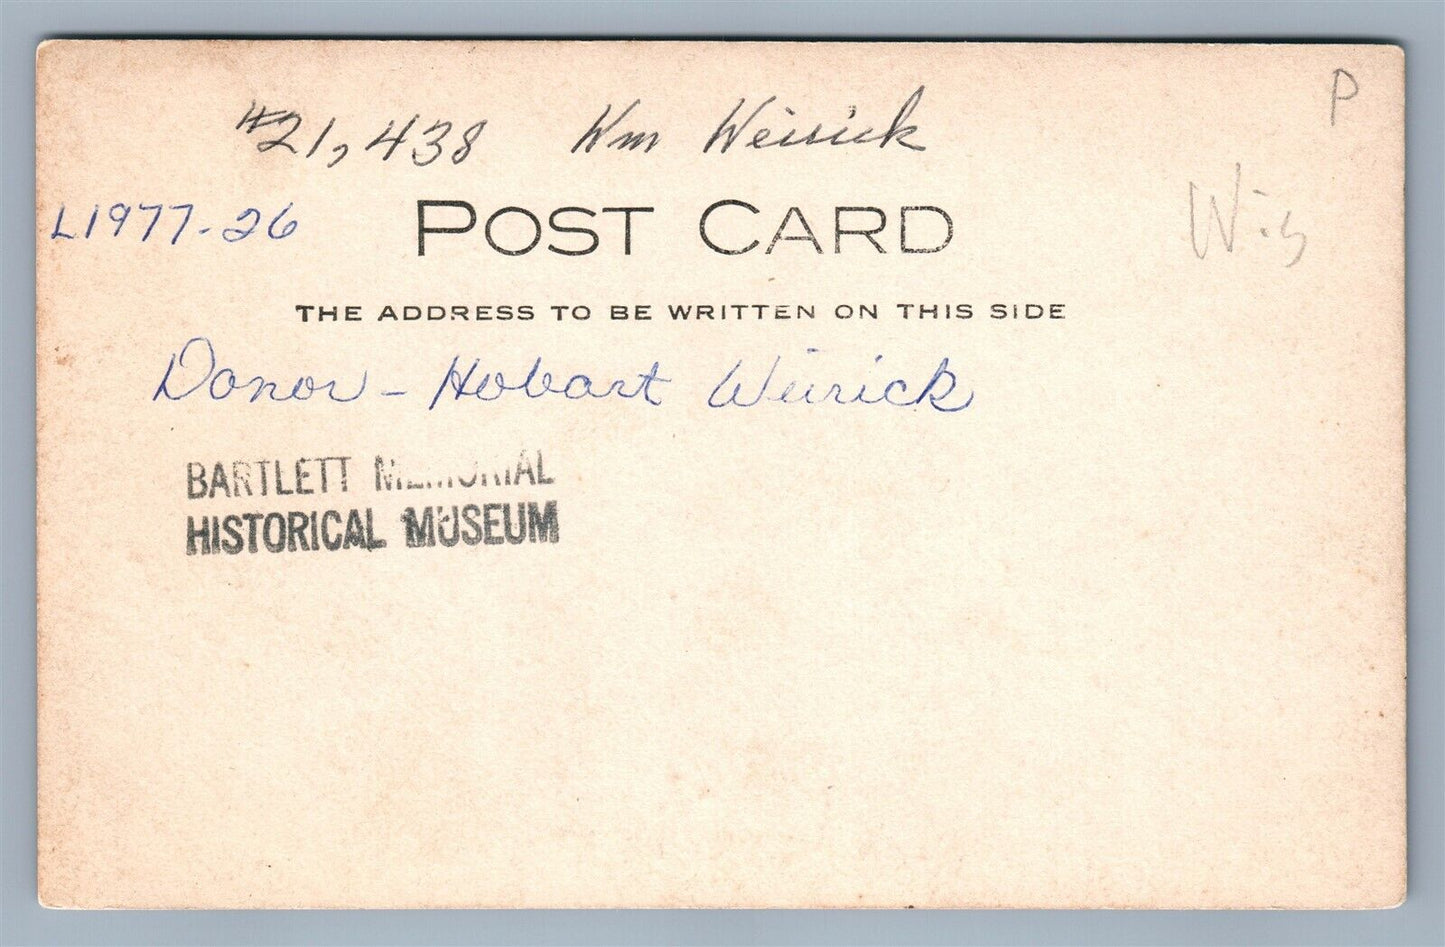 P
#21,438 Wm Weirick
Wis
L1977-26
POST CARD
THE ADDRESS TO BE WRITTEN ON THIS SIDE
Donor - Hobart Weirick
BARTLETT MEMORIAL
HISTORICAL MUSEUM